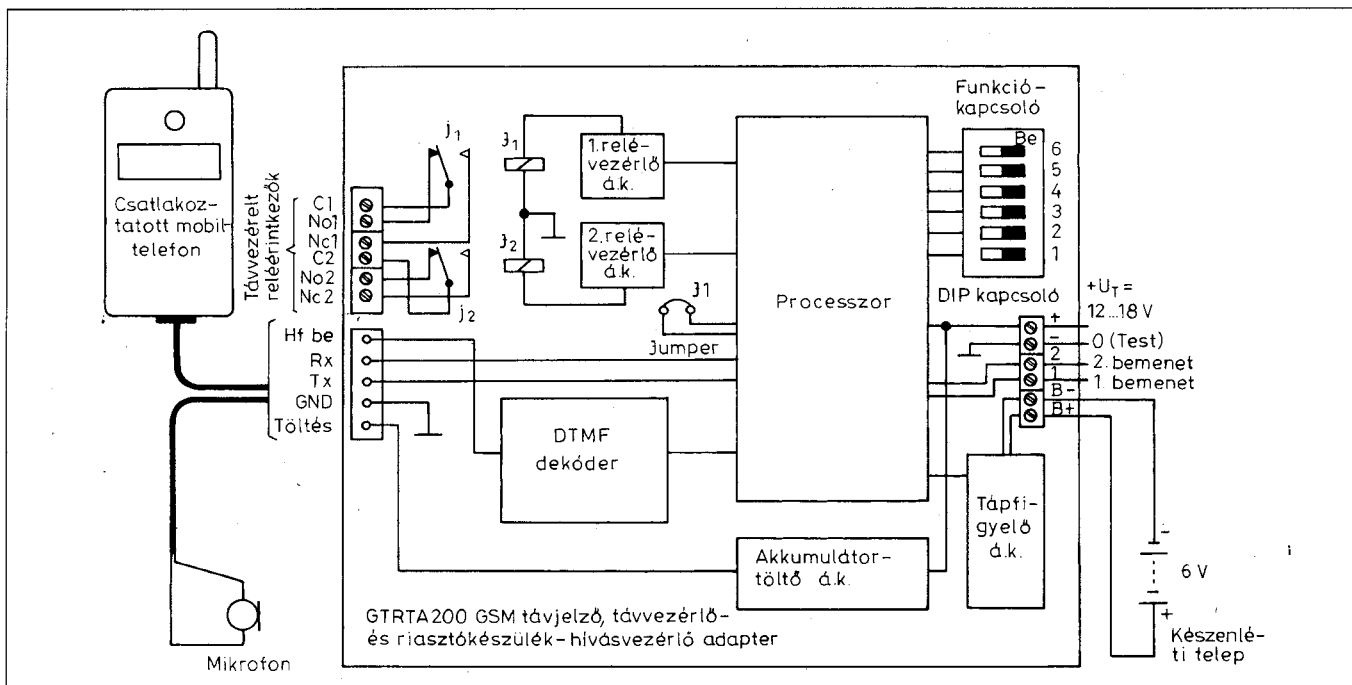 Csatlakoz-
tatott mobil-
telefon
Távvezérelt
reléérintkezők
C1
No1
Nc1
C2
No2
Nc2
j1
j2
J1
J2
1.relé-
vezérlő
á.k.
2.relé-
vezérlő
á.k.
J1
Jumper
Processzor
Funkció-
kapcsoló
Be
6
5
4
3
2
1
DIP kapcsoló
+
-
2
1
B-
B+
+UT =
12...18 V
0 (Test)
2. bemenet
1. bemenet
Hf be
Rx
Tx
GND
Töltés
DTMF
dekóder
Akkumulátor-
töltő á.k.
Tápfi-
gyelő
á.k.
-
6 V
+
Készenlé-
ti telep
Mikrofon
GTRTA200 GSM távjelző, távvezérlő-
és riasztókészülék-hívásvezérlő adapter